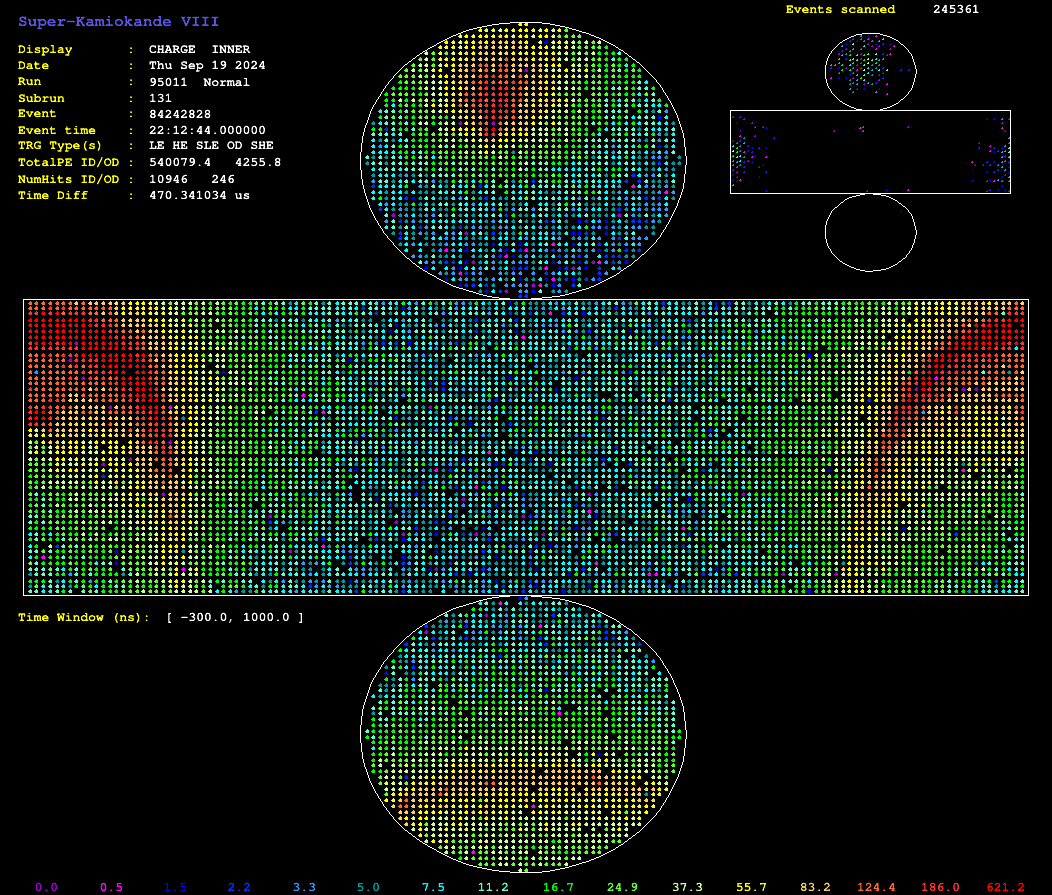 Super-Kamiokande VIII
Display : CHARGE INNER
Date : Thu Sep 19 2024
Run : 95011 Normal
Subrun : 131
Event : 84242828
Event time : 22:12:44.000000
TRG Type(s) : LE HE SLE OD SHE
TotalPE ID/OD : 540079.4 4255.8
NumHits ID/OD : 10946 246
Time Diff : 470.341034 us
Events scanned 245361
Time Window (ns): [ -300.0, 1000.0 ]
0.0 0.5 1.5 2.2 3.3 5.0 7.5 11.2 16.7 24.9 37.3 55.7 83.2 124.4 186.0 621.2